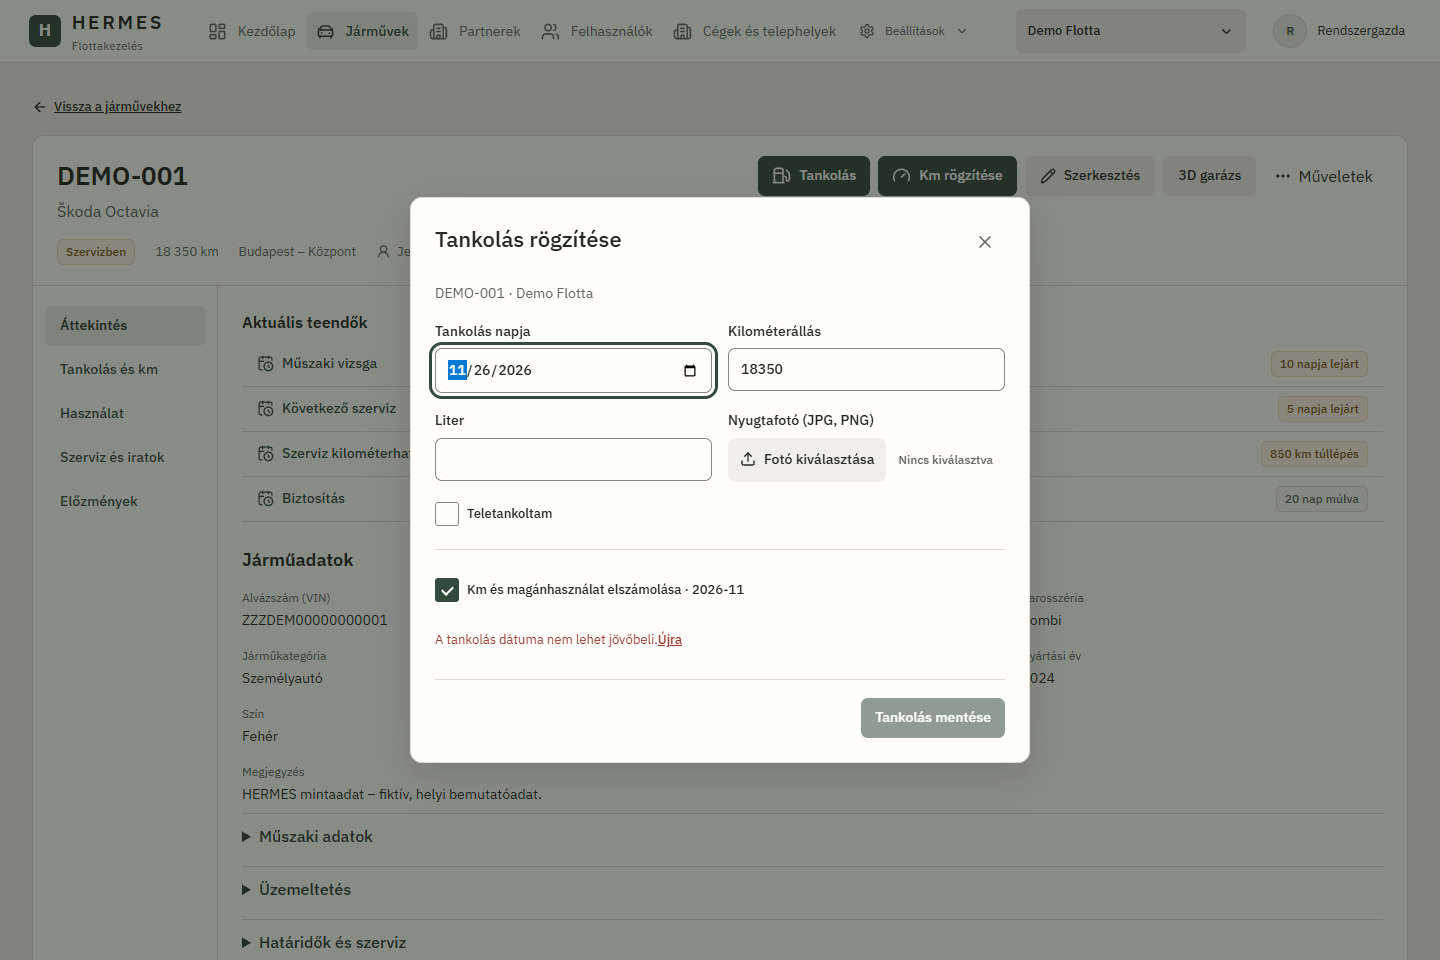 H
HERMES
Flottakezelés
Kezdőlap
Járművek
Partnerek
Felhasználók
Cégek és telephelyek
Beállítások
Demo Flotta
R
Rendszergazda
Vissza a járművekhez
DEMO-001
Škoda Octavia
Szervizben
18 350 km
Budapest – Központ
Tankolás
Km rögzítése
Szerkesztés
3D garázs
Műveletek
Áttekintés
Tankolás és km
Használat
Szerviz és iratok
Előzmények
Aktuális teendők
Műszaki vizsga
10 napja lejárt
Következő szerviz
5 napja lejárt
850 km túllépés
Biztosítás
20 nap múlva
Tankolás rögzítése
DEMO-001 · Demo Flotta
Tankolás napja
11/26/2026
Kilométerállás
18350
Liter
Nyugtafotó (JPG, PNG)
Fotó kiválasztása
Nincs kiválasztva
Teletankoltam
Km és magánhasználat elszámolása · 2026-11
A tankolás dátuma nem lehet jövőbeli.Újra
Tankolás mentése
Járműadatok
Alvázszám (VIN)
ZZZDEM00000000001
Járműkategória
Személyautó
Szín
Fehér
Megjegyzés
HERMES mintaadat – fiktív, helyi bemutatóadat.
Műszaki adatok
Üzemeltetés
Határidők és szerviz